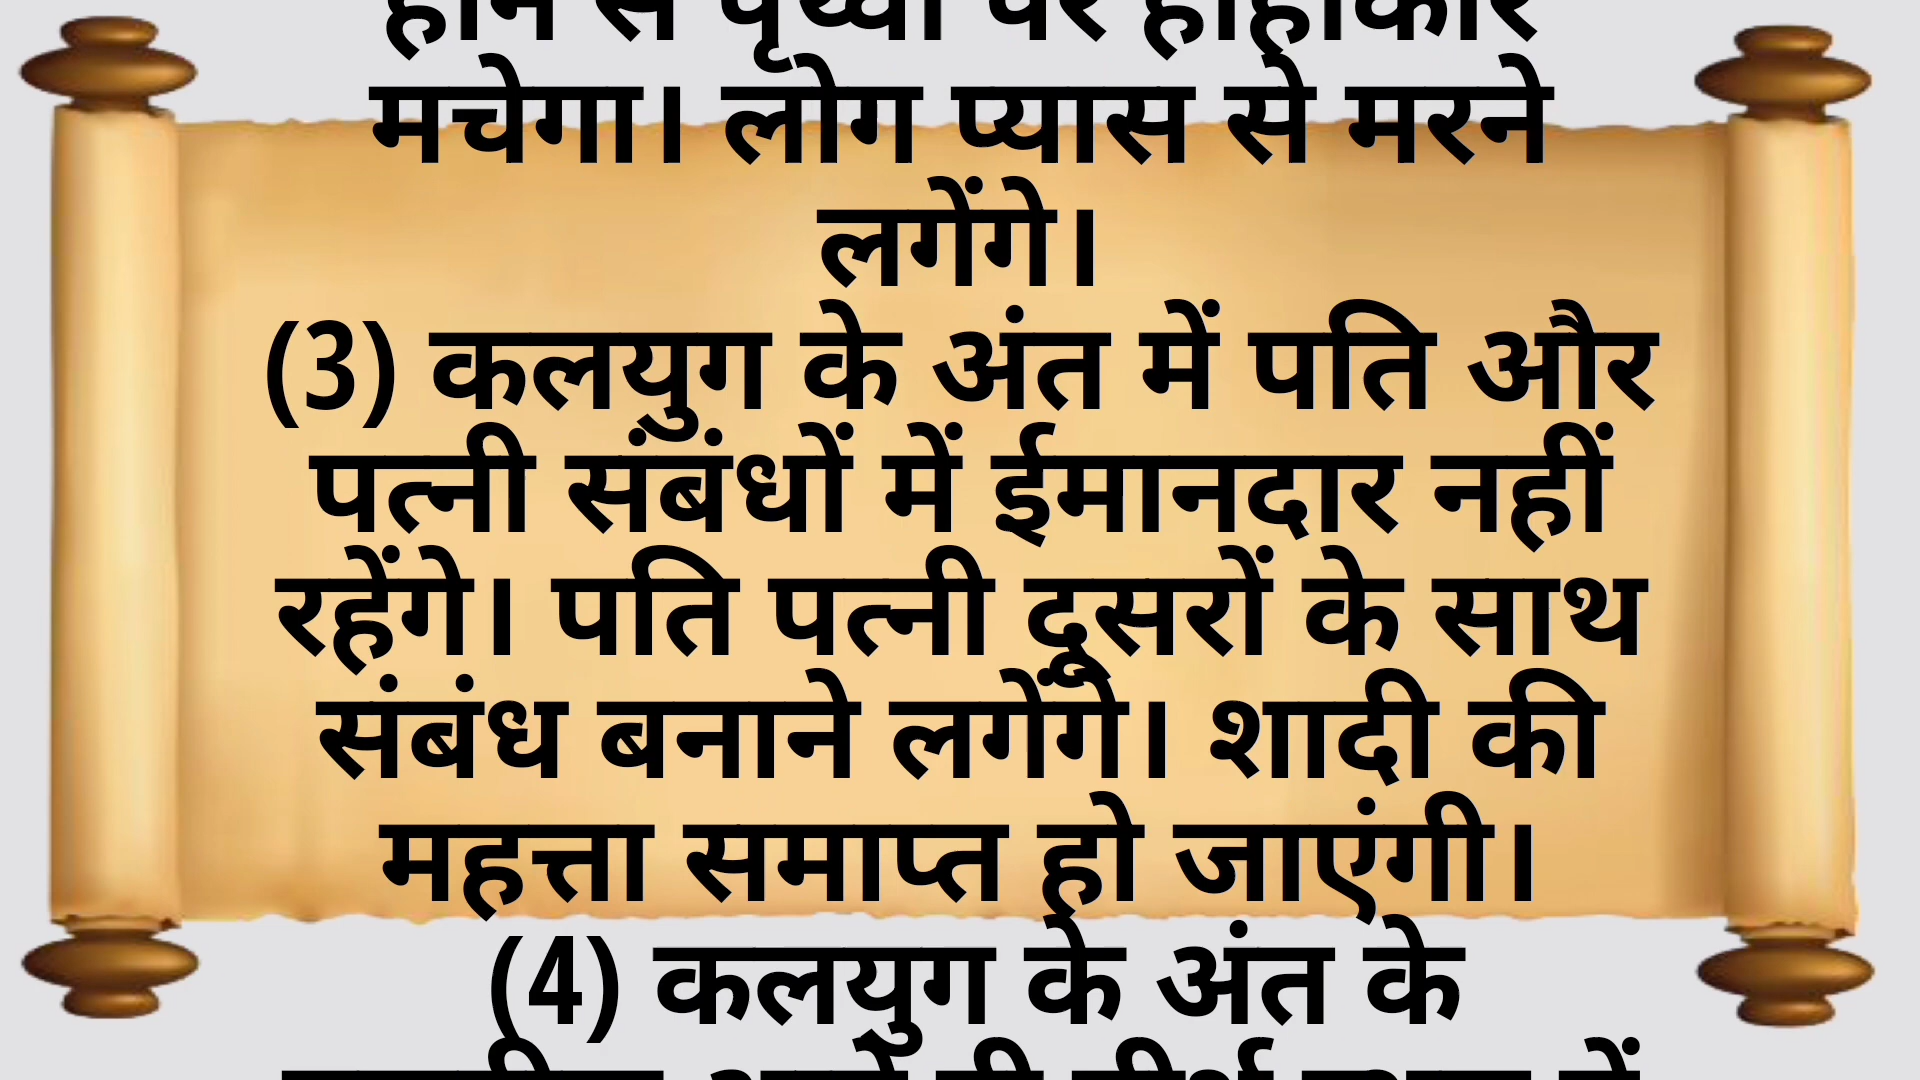 होने से पृथ्वी पर हाहाकार
मचेगा। लोग प्यास से मरने
लगेंगे।
(3) कलयुग के अंत में पति और
पत्नी संबंधों में ईमानदार नहीं
रहेंगे। पति पत्नी दूसरों के साथ
संबंध बनाने लगेंगे। शादी की
महत्ता समाप्त हो जाएंगी।
(4) कलयुग के अंत के